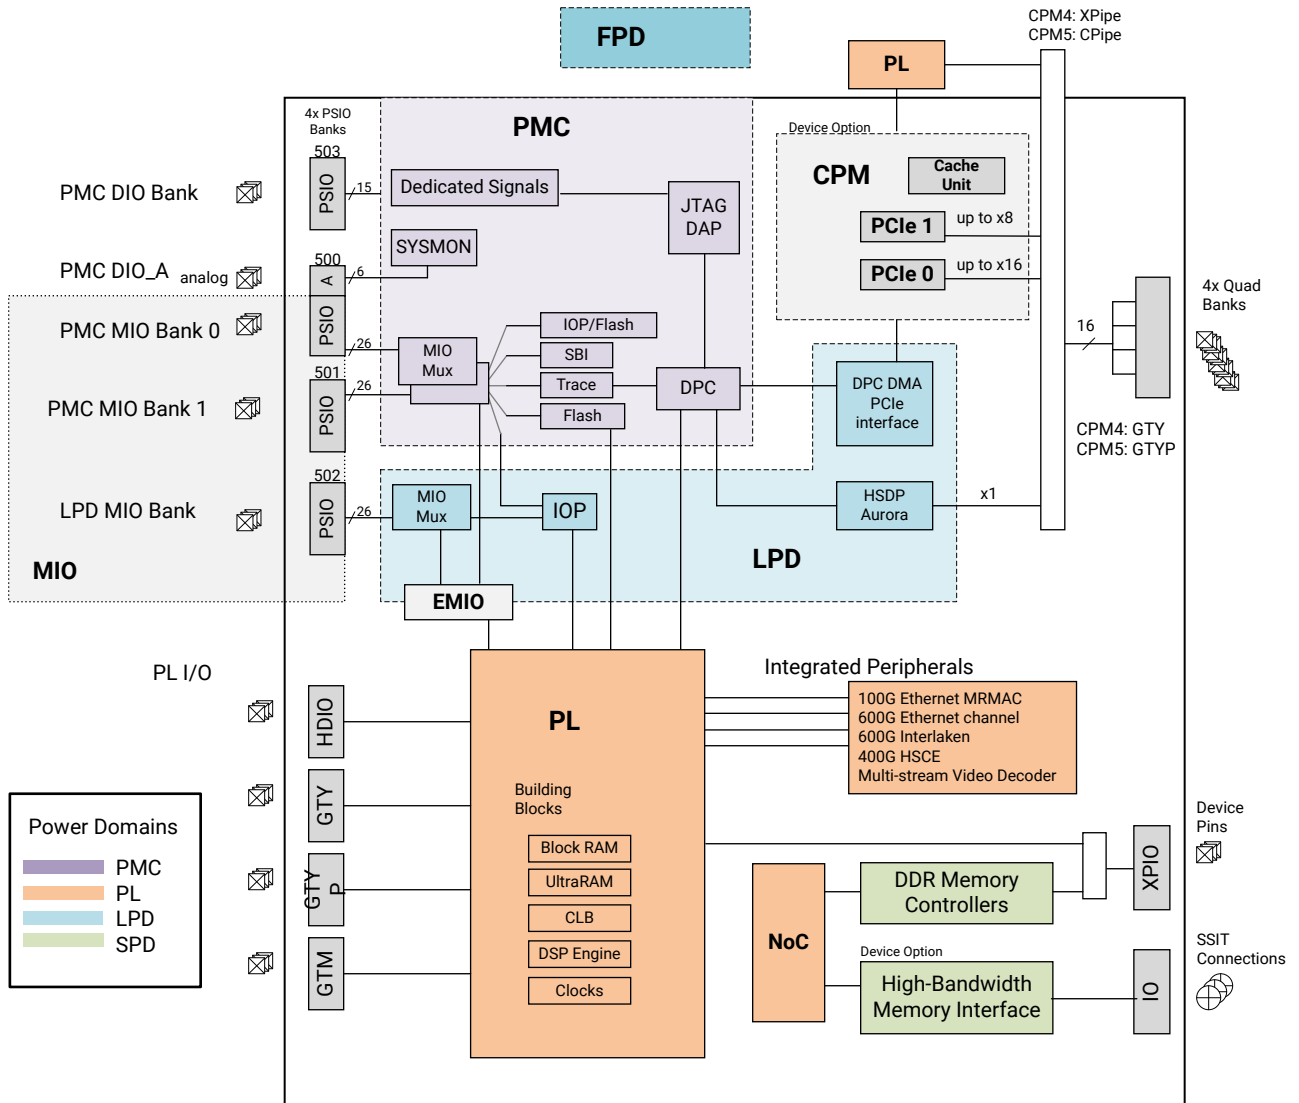 FPD
CPM4: XPipe
CPM5: CPipe
PL
4x PSIO
Banks
503
PSIO
15
PMC DIO Bank
PMC
Dedicated Signals
JTAG
DAP
SYSMON
PMC DIO_A
analog
500
A
6
PSIO
26
PMC MIO Bank 0
MIO
Mux
IOP/Flash
SBI
Trace
Flash
DPC
501
PSIO
26
PMC MIO Bank 1
502
PSIO
26
LPD MIO Bank
MIO
Device Option
CPM
Cache
Unit
PCIe 1
up to x8
PCIe 0
up to x16
16
4x Quad
Banks
CPM4: GTY
CPM5: GTYP
DPC DMA
PCIe
interface
HSDP
Aurora
x1
MIO
Mux
IOP
LPD
EMIO
PL I/O
HDIO
GTY
GTY
P
GTM
PL
Building
Blocks
Block RAM
UltraRAM
CLB
DSP Engine
Clocks
Integrated Peripherals
100G Ethernet MRMAC
600G Ethernet channel
600G Interlaken
400G HSCE
Multi-stream Video Decoder
NoC
DDR Memory
Controllers
Device Option
High-Bandwidth
Memory Interface
XPIO
Device
Pins
IO
SSIT
Connections
Power Domains
PMC
PL
LPD
SPD